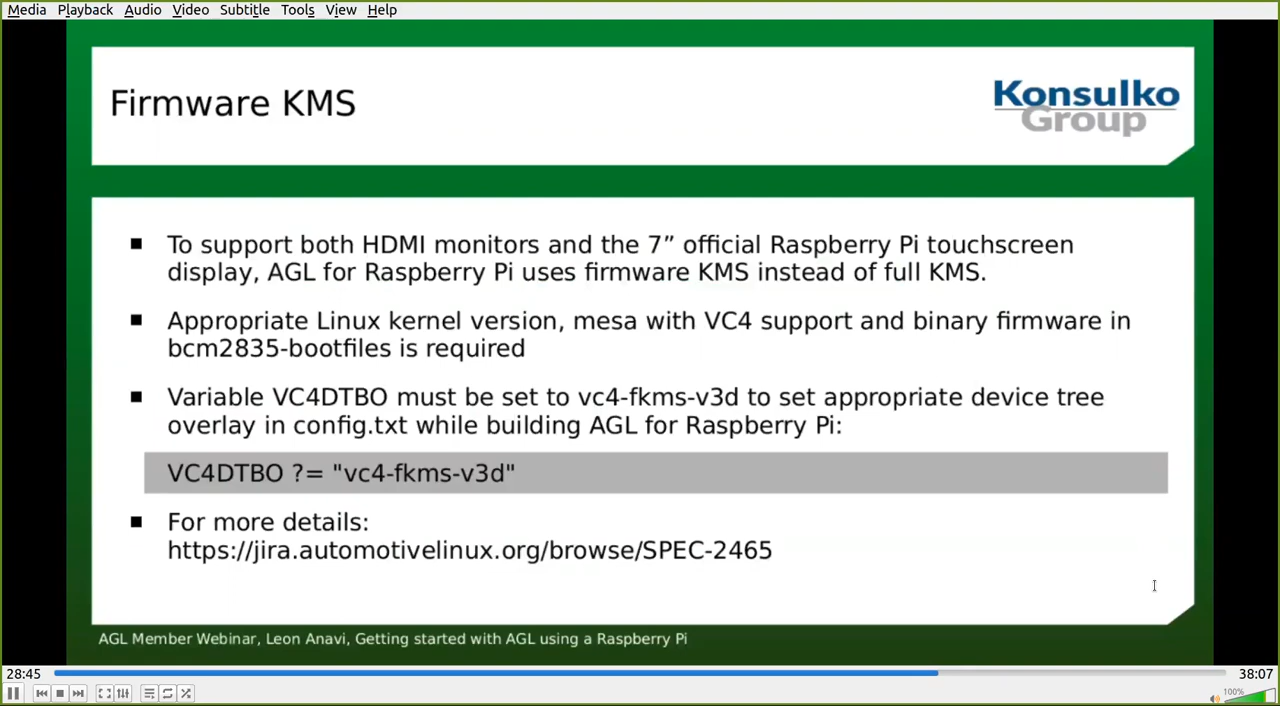 Media Playback Audio Video Subtitle Tools View Help
Firmware KMS
Konsulko
Group
■ To support both HDMI monitors and the 7” official Raspberry Pi touchscreen
display, AGL for Raspberry Pi uses firmware KMS instead of full KMS.
■ Appropriate Linux kernel version, mesa with VC4 support and binary firmware in
bcm2835-bootfiles is required
■ Variable VC4DTBO must be set to vc4-fkms-v3d to set appropriate device tree
overlay in config.txt while building AGL for Raspberry Pi:
VC4DTBO ?= "vc4-fkms-v3d"
■ For more details:
https://jira.automotivelinux.org/browse/SPEC-2465
AGL Member Webinar, Leon Anavi, Getting started with AGL using a Raspberry Pi
28:45 38:07
100%